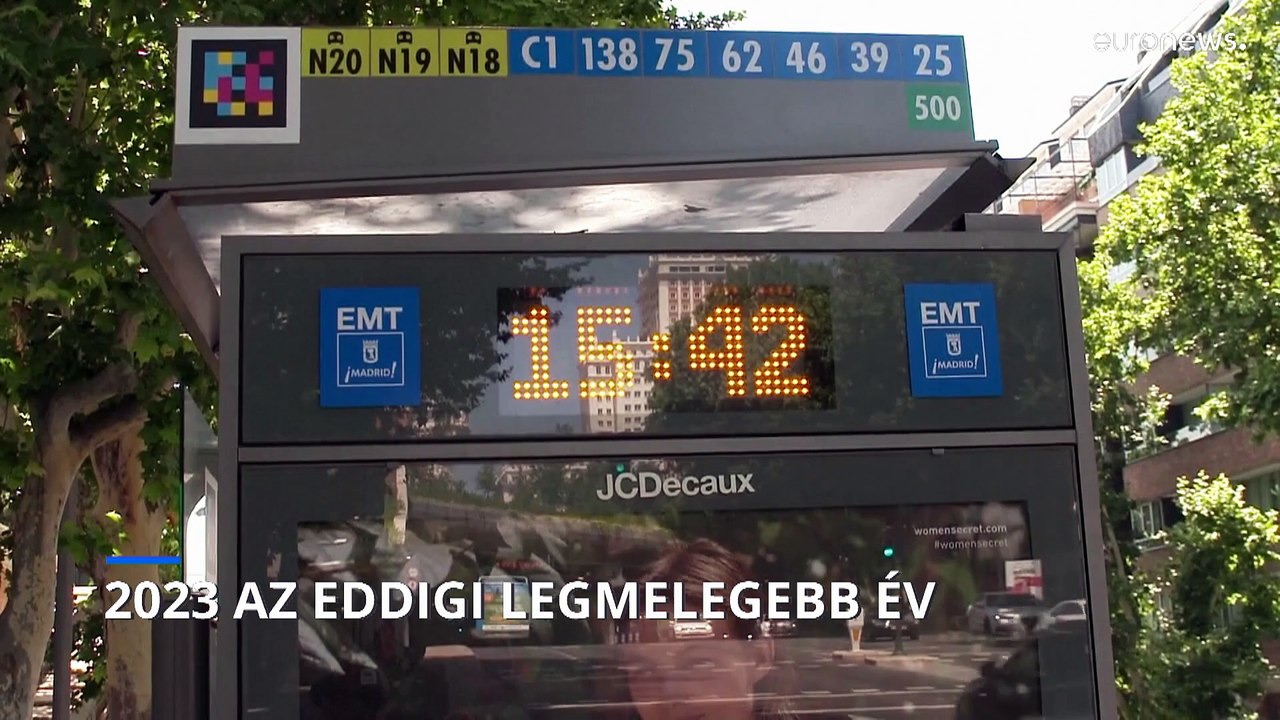 euronews.
N20 N19 N18 C1 138 75 62 46 39 25
500
EMT
¡MADRID!
15:42
EMT
¡MADRID!
JCDecaux
womensecret.com
#womensecret
2023 AZ EDDIGI LEGMELEGEBB ÉV